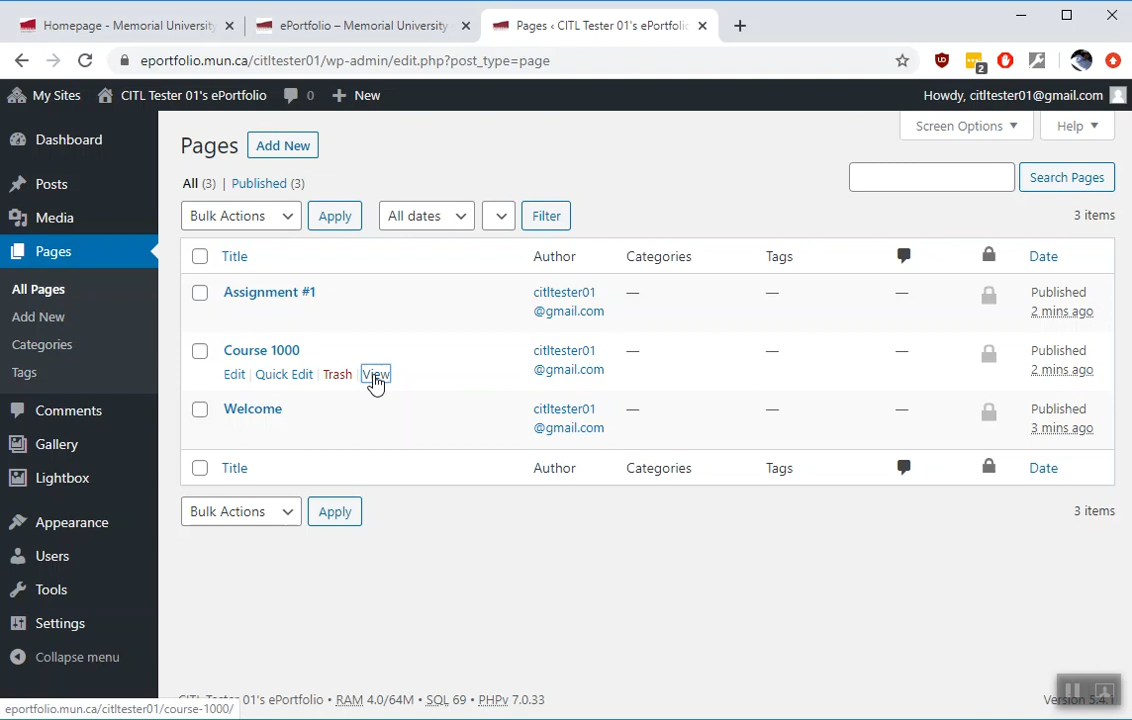 Homepage - Memorial University
ePortfolio – Memorial University
Pages ‹ CITL Tester 01's ePortfolio
eportfolio.mun.ca/citltester01/wp-admin/edit.php?post_type=page
2
My Sites
CITL Tester 01's ePortfolio
0
New
Howdy, citltester01@gmail.com
Dashboard
Posts
Media
Pages
All Pages
Add New
Categories
Tags
Comments
Gallery
Lightbox
Appearance
Users
Tools
Settings
Collapse menu
Screen Options
Help
Pages
Add New
All (3) | Published (3)
Search Pages
Bulk Actions
Apply
All dates
Filter
3 items
Title Author Categories Tags Date
Assignment #1 citltester01 — — — Published
@gmail.com 2 mins ago
Course 1000 citltester01 — — — Published
Edit | Quick Edit | Trash | View @gmail.com 2 mins ago
Welcome citltester01 — — — Published
@gmail.com 3 mins ago
Title Author Categories Tags Date
Bulk Actions
Apply
3 items
CITL Tester 01's ePortfolio • RAM 4.0/64M • SQL 69 • PHPv 7.0.33
Version 5.4.1
eportfolio.mun.ca/citltester01/course-1000/